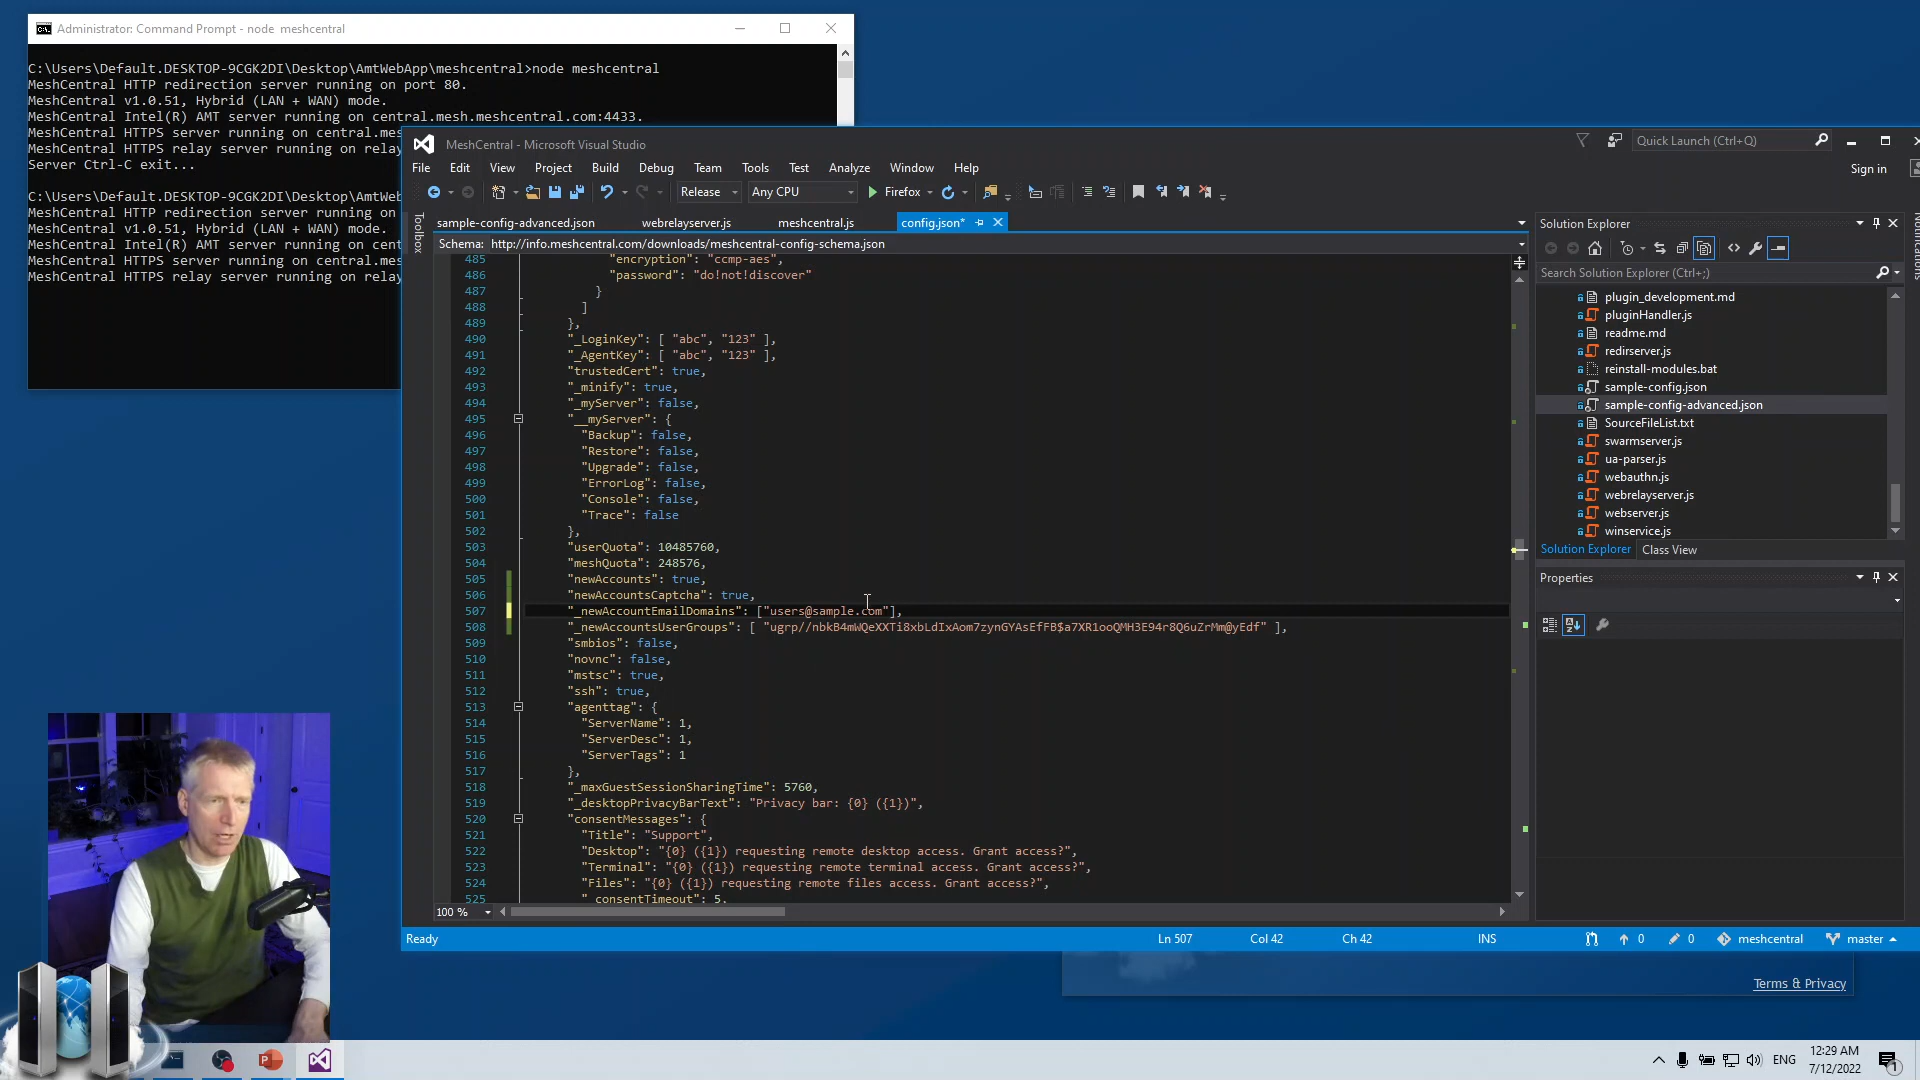 Administrator: Command Prompt - node  meshcentral
C:\Users\Default.DESKTOP-9CGK2DI\Desktop\AmtWebApp\meshcentral>node meshcentral
MeshCentral HTTP redirection server running on port 80.
MeshCentral v1.0.51, Hybrid (LAN + WAN) mode.
MeshCentral Intel(R) AMT server running on central.mesh.meshcentral.com:4433.
MeshCentral HTTPS server running on central.mes
MeshCentral HTTPS relay server running on relay
Server Ctrl-C exit...
C:\Users\Default.DESKTOP-9CGK2DI\Desktop\AmtWeb
MeshCentral HTTP redirection server running on
MeshCentral v1.0.51, Hybrid (LAN + WAN) mode.
MeshCentral Intel(R) AMT server running on cent
MeshCentral HTTPS server running on central.mes
MeshCentral HTTPS relay server running on relay
MeshCentral - Microsoft Visual Studio
Quick Launch (Ctrl+Q)
File Edit View Project Build Debug Team Tools Test Analyze Window Help
Sign in
Release Any CPU Firefox
Toolbox
sample-config-advanced.json webrelayserver.js meshcentral.js config.json*
Schema: http://info.meshcentral.com/downloads/meshcentral-config-schema.json
485 "encryption": "ccmp-aes",
486 "password": "do!not!discover"
487 }
488 ]
489 },
490 "_LoginKey": [ "abc", "123" ],
491 "_AgentKey": [ "abc", "123" ],
492 "trustedCert": true,
493 "_minify": true,
494 "_myServer": false,
495 "__myServer": {
496 "Backup": false,
497 "Restore": false,
498 "Upgrade": false,
499 "ErrorLog": false,
500 "Console": false,
501 "Trace": false
502 },
503 "userQuota": 10485760,
504 "meshQuota": 248576,
505 "newAccounts": true,
506 "newAccountsCaptcha": true,
507 "_newAccountEmailDomains": ["users@sample.com"],
508 "_newAccountsUserGroups": [ "ugrp//nbkB4mWQeXXTi8xbLdIxAom7zynGYAsEfFB$a7XR1ooQMH3E94r8Q6uZrMm@yEdf" ],
509 "smbios": false,
510 "novnc": false,
511 "mstsc": true,
512 "ssh": true,
513 "agenttag": {
514 "ServerName": 1,
515 "ServerDesc": 1,
516 "ServerTags": 1
517 },
518 "_maxGuestSessionSharingTime": 5760,
519 "_desktopPrivacyBarText": "Privacy bar: {0} ({1})",
520 "consentMessages": {
521 "Title": "Support",
522 "Desktop": "{0} ({1}) requesting remote desktop access. Grant access?",
523 "Terminal": "{0} ({1}) requesting remote terminal access. Grant access?",
524 "Files": "{0} ({1}) requesting remote files access. Grant access?",
525 "_consentTimeout": 5,
100 %
Solution Explorer
Search Solution Explorer (Ctrl+;)
plugin_development.md
pluginHandler.js
readme.md
redirserver.js
reinstall-modules.bat
sample-config.json
sample-config-advanced.json
SourceFileList.txt
swarmserver.js
ua-parser.js
webauthn.js
webrelayserver.js
webserver.js
winservice.js
Solution Explorer Class View
Properties
Notifications
Ready Ln 507 Col 42 Ch 42 INS 0 0 meshcentral master
Terms & Privacy
ENG
12:29 AM
7/12/2022
1